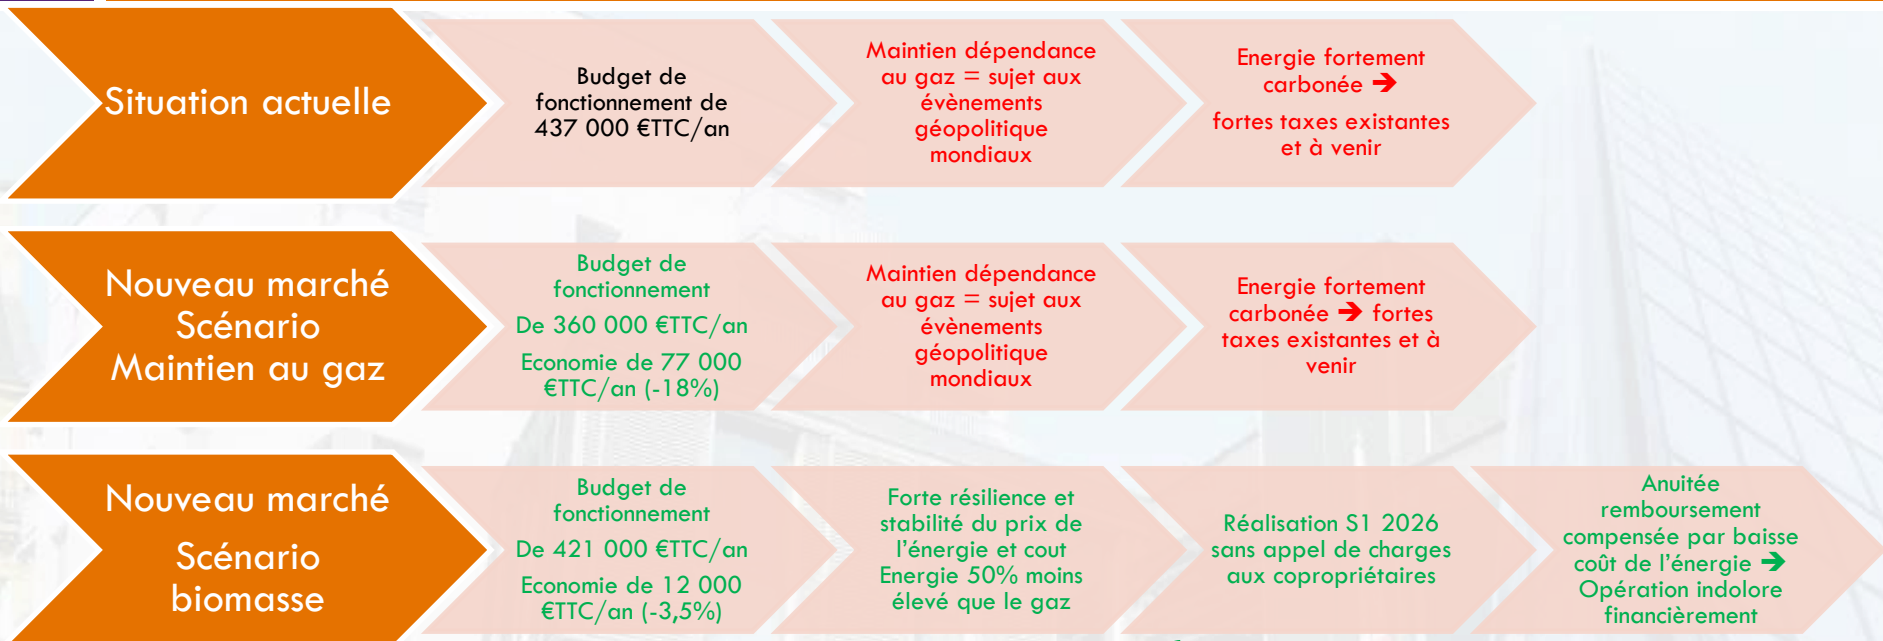 Situation actuelle
Budget de
fonctionnement de
437 000 €TTC/an
Maintien dépendance
au gaz = sujet aux
évènements
géopolitique
mondiaux
Energie fortement
carbonée ➔
fortes taxes existantes
et à venir
Nouveau marché
Scénario
Maintien au gaz
Budget de
fonctionnement
De 360 000 €TTC/an
Economie de 77 000
€TTC/an (-18%)
Maintien dépendance
au gaz = sujet aux
évènements
géopolitique
mondiaux
Energie fortement
carbonée ➔ fortes
taxes existantes et à
venir
Nouveau marché
Scénario
biomasse
Budget de
fonctionnement
De 421 000 €TTC/an
Economie de 12 000
€TTC/an (-3,5%)
Forte résilience et
stabilité du prix de
l’énergie et cout
Energie 50% moins
élevé que le gaz
Réalisation S1 2026
sans appel de charges
aux copropriétaires
Anuitée
remboursement
compensée par baisse
coût de l’énergie ➔
Opération indolore
financièrement